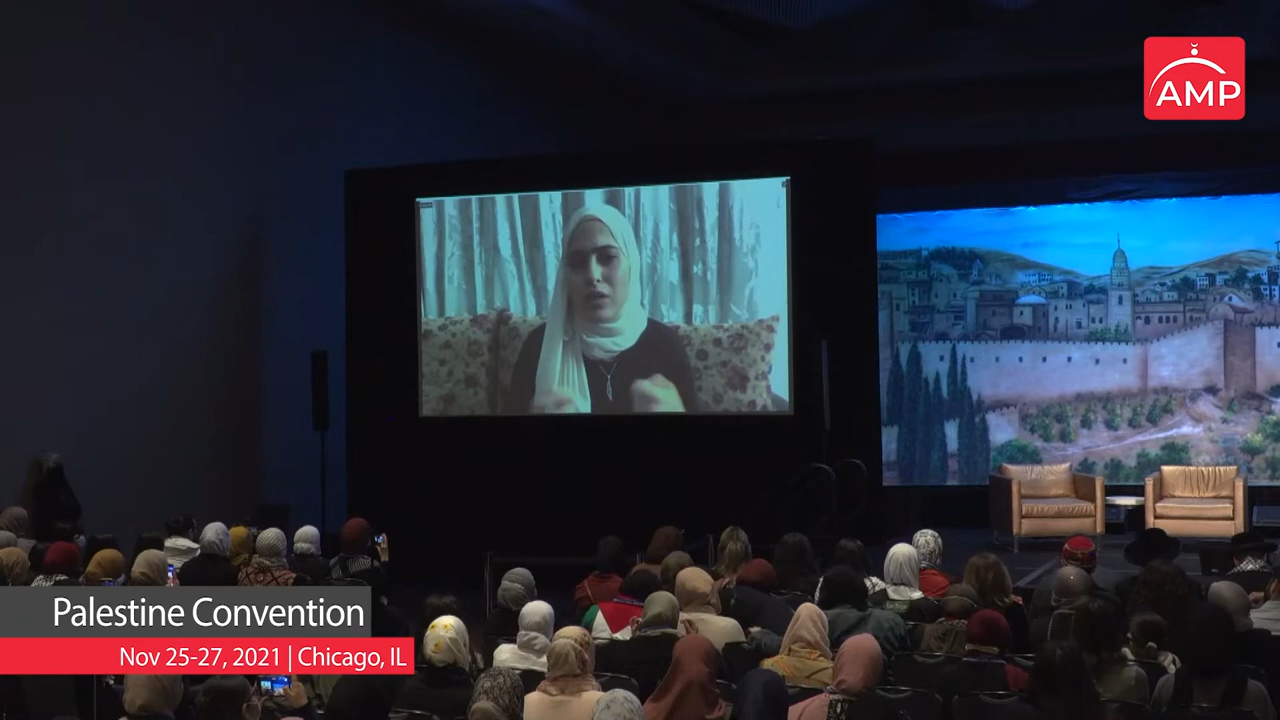 AMP
Palestine Convention
Nov 25-27, 2021 | Chicago, IL